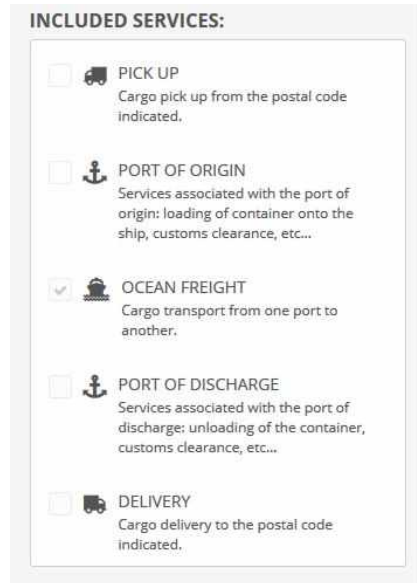 INCLUDED SERVICES:
PICK UP
Cargo pick up from the postal code
indicated.
PORT OF ORIGIN
Services associated with the port of
origin: loading of container onto the
ship, customs clearance, etc...
OCEAN FREIGHT
Cargo transport from one port to
another.
PORT OF DISCHARGE
Services associated with the port of
discharge: unloading of the container,
customs clearance, etc...
DELIVERY
Cargo delivery to the postal code
indicated.